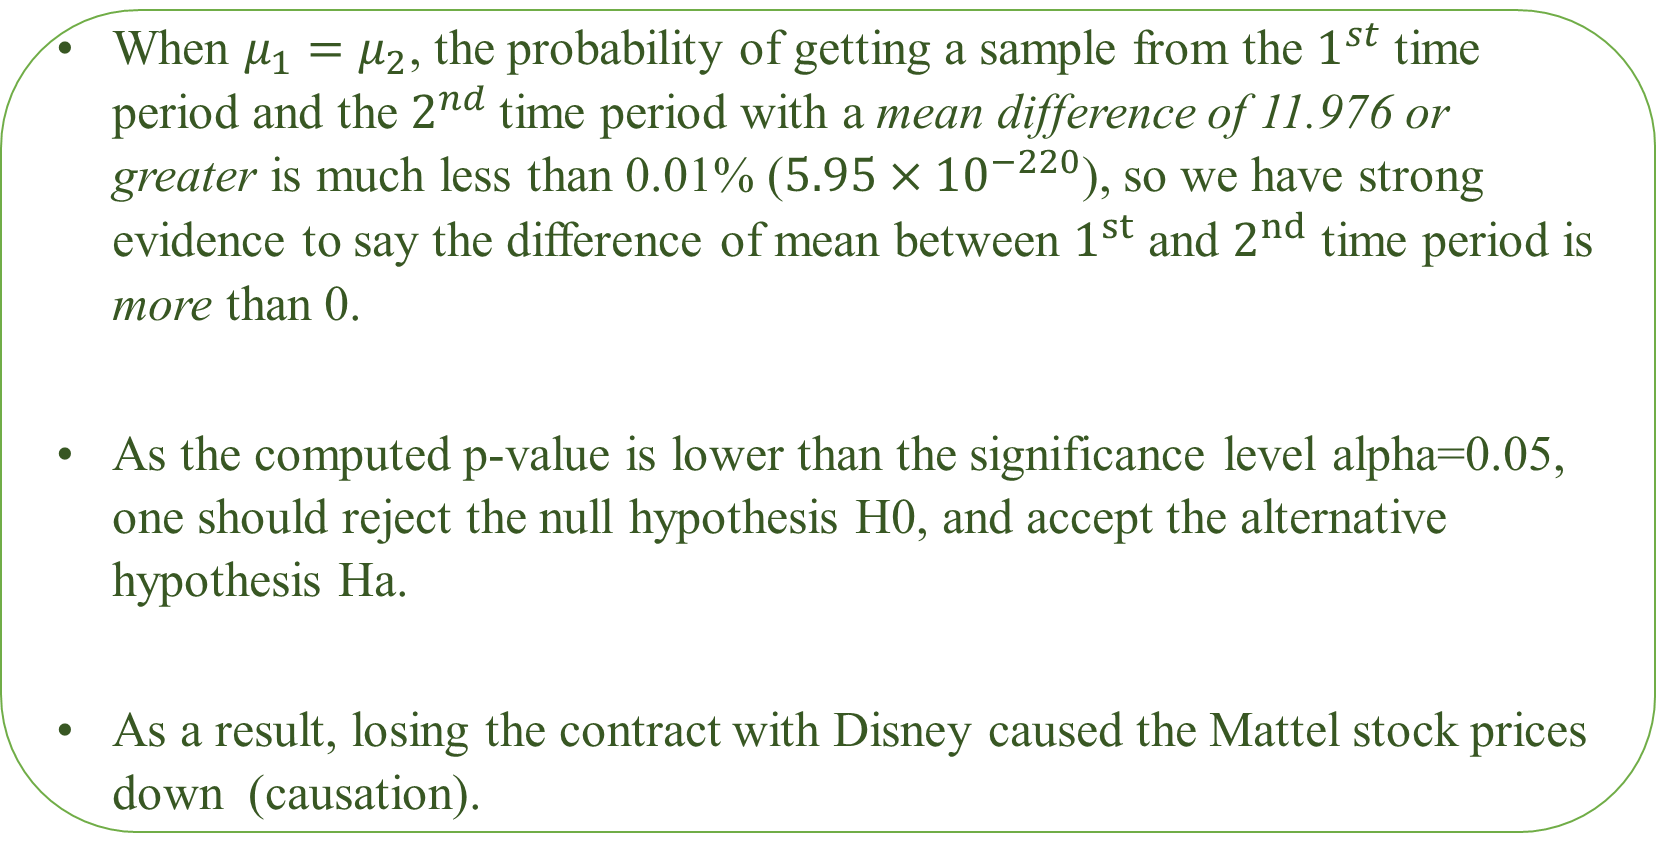 • When μ₁ = μ₂, the probability of getting a sample from the 1ˢᵗ time
period and the 2ⁿᵈ time period with a mean difference of 11.976 or
greater is much less than 0.01% (5.95 × 10⁻²²⁰), so we have strong
evidence to say the difference of mean between 1ˢᵗ and 2ⁿᵈ time period is
more than 0.
• As the computed p-value is lower than the significance level alpha=0.05,
one should reject the null hypothesis H0, and accept the alternative
hypothesis Ha.
• As a result, losing the contract with Disney caused the Mattel stock prices
down (causation).